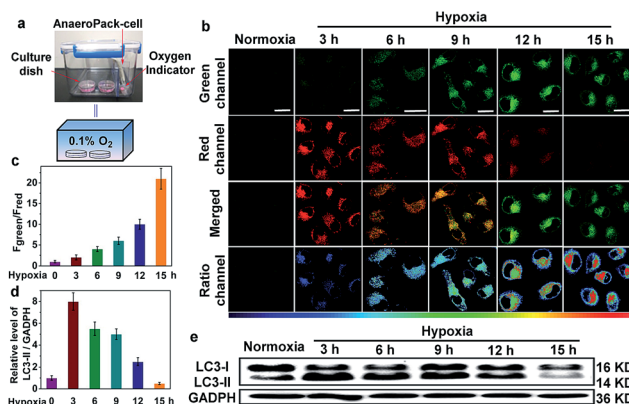 a
AnaeroPack-cell
Culture dish
Oxygen Indicator
0.1% O2
b
Hypoxia
Normoxia 3 h 6 h 9 h 12 h 15 h
Green channel
Red channel
Merged
Ratio channel
c
Fgreen/Fred
20
15
10
5
0
Hypoxia 0 3 6 9 12 15 h
d
Relative level of LC3-II / GADPH
8
6
4
2
0
Hypoxia 0 3 6 9 12 15 h
e
Hypoxia
Normoxia 3 h 6 h 9 h 12 h 15 h
LC3-I 16 KD
LC3-II 14 KD
GADPH 36 KD